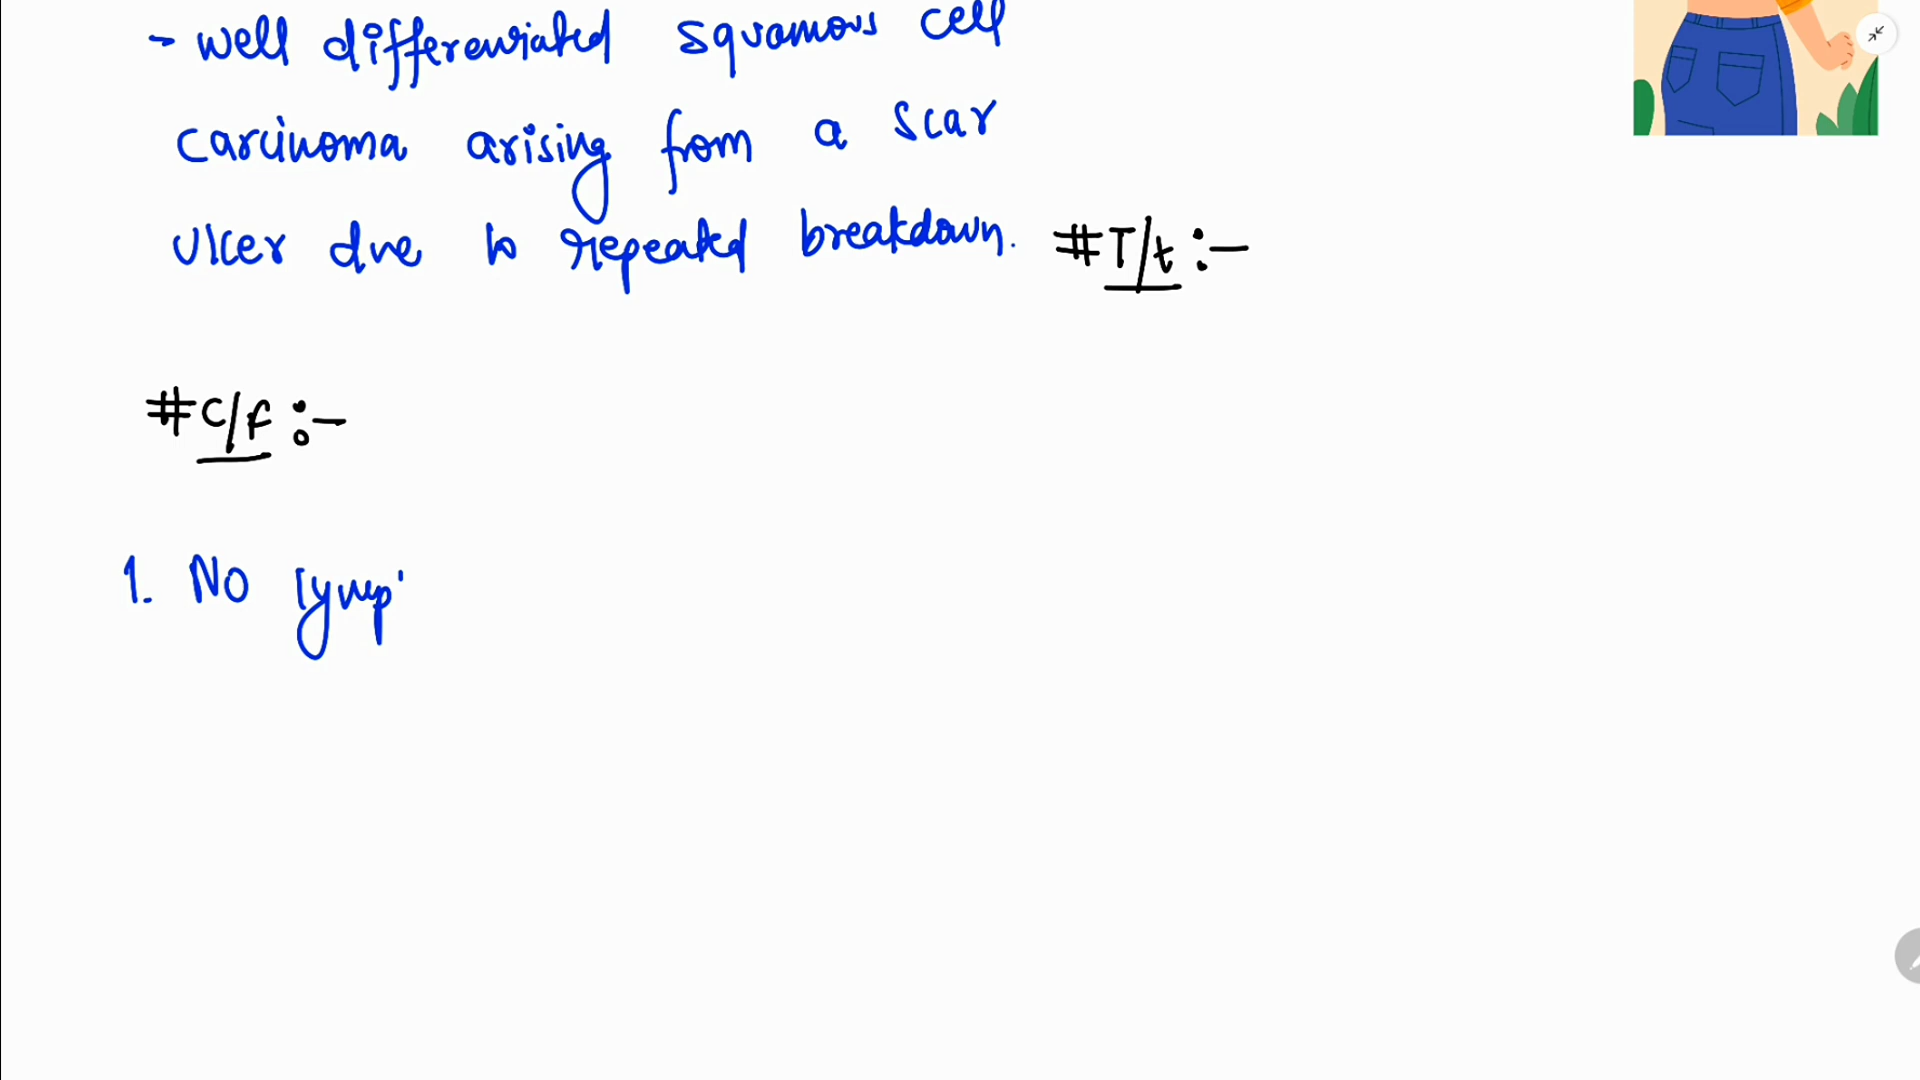 - well differentiated squamous cell
carcinoma arising from a scar
ulcer due to repeated breakdown.
#T/t :-
#C/f :-
1. No lymp